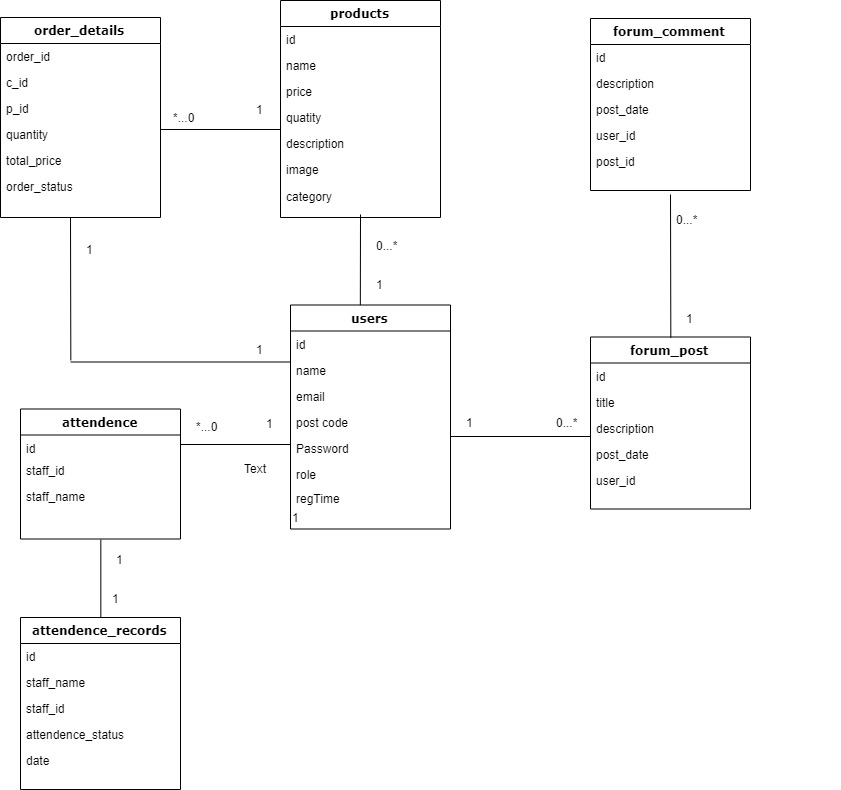 order_details
order_id
c_id
p_id
quantity
total_price
order_status
*...0
1
products
id
name
price
quatity
description
image
category
forum_comment
id
description
post_date
user_id
post_id
1
0...*
1
0...*
1
1
users
id
name
email
post code
Password
role
regTime
1
1
0...*
forum_post
id
title
description
post_date
user_id
attendence
id
staff_id
staff_name
*...0
1
Text
1
1
attendence_records
id
staff_name
staff_id
attendence_status
date